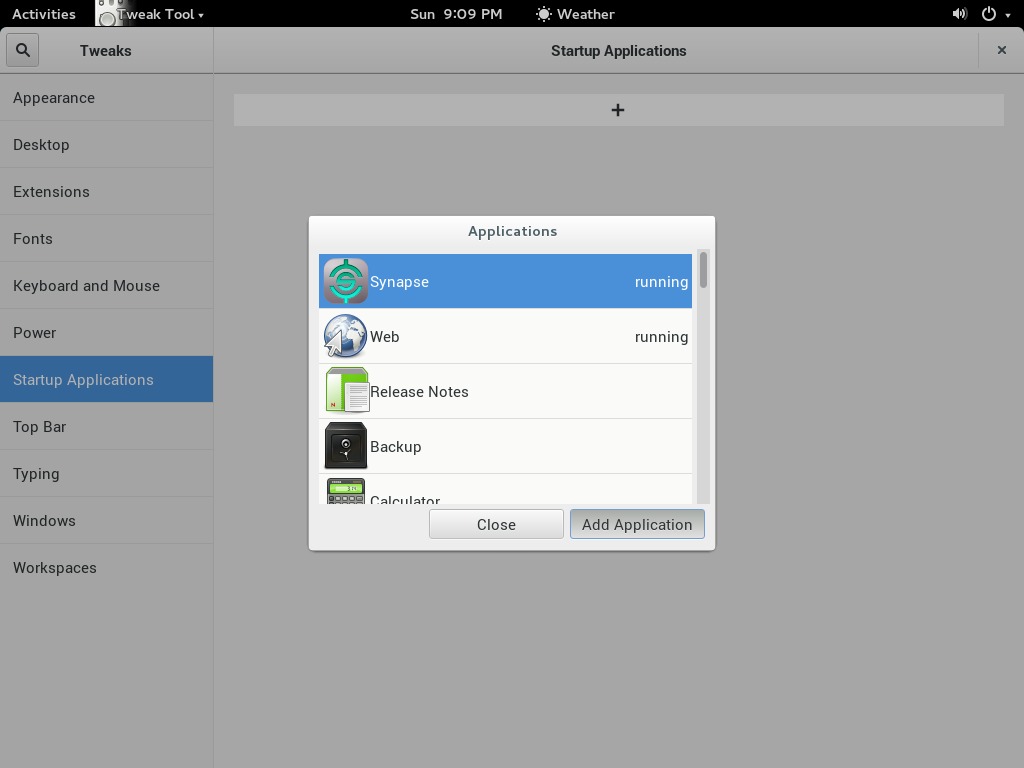 Activities
Tweak Tool
Sun 9:09 PM
Weather
Tweaks
Startup Applications
Appearance
Desktop
Extensions
Fonts
Keyboard and Mouse
Power
Startup Applications
Top Bar
Typing
Windows
Workspaces
+
Applications
Synapse running
Web running
Release Notes
Backup
Calculator
Close
Add Application